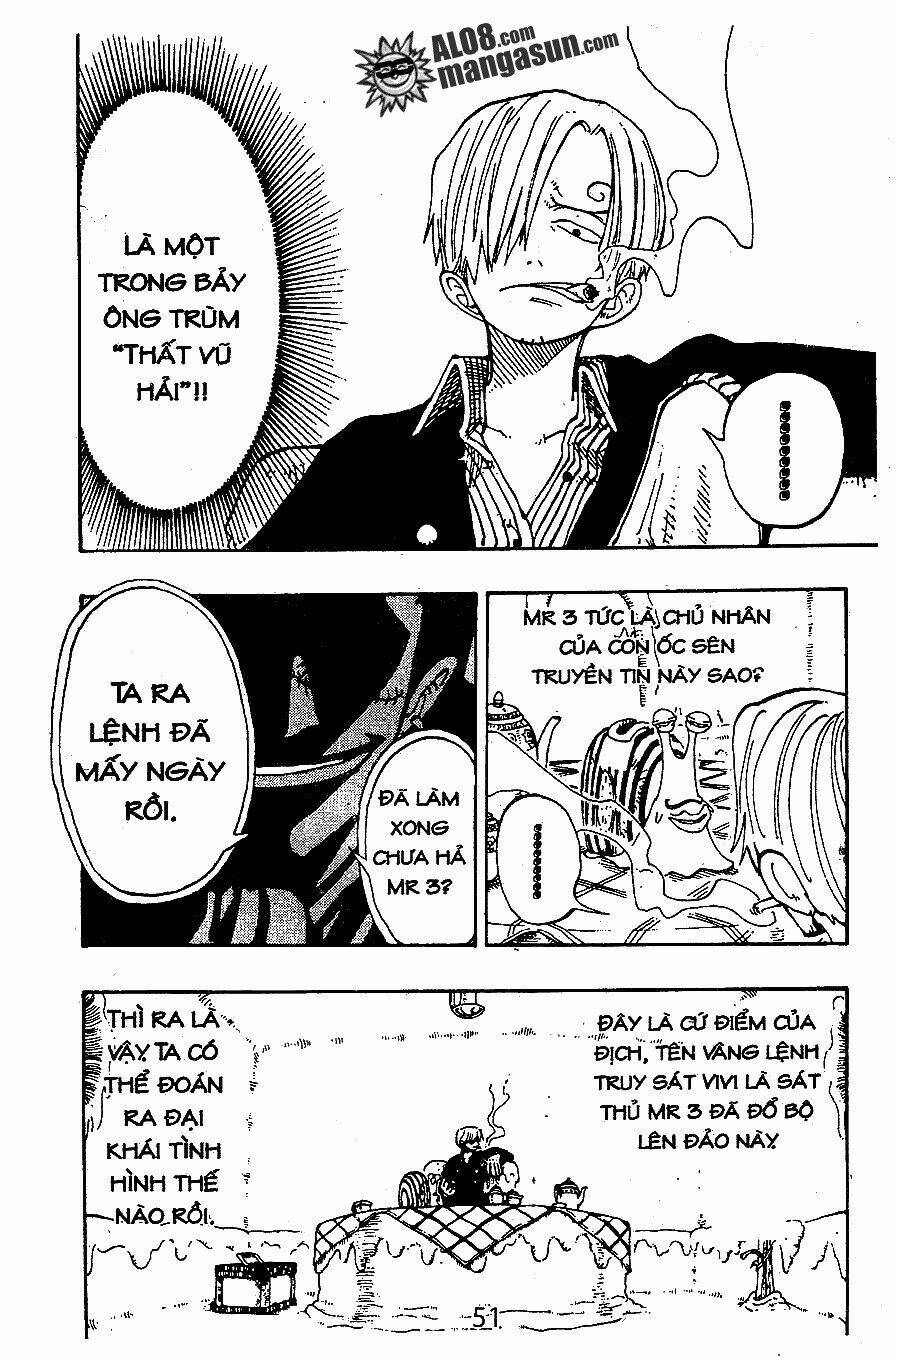 ALO8.com
mangasun.com
LÀ MỘT
TRONG BẢY
ÔNG TRÙM
“THẤT VŨ
HẢI”!!
MR 3 TỨC LÀ CHỦ NHÂN
CỦA CON ỐC SÊN
TRUYỀN TIN NÀY SAO?
TA RA
LỆNH ĐÃ
MẤY NGÀY
RỒI.
ĐÃ LÀM
XONG
CHƯA HẢ
MR 3?
THÌ RA LÀ
VẬY. TA CÓ
THỂ ĐOÁN
RA ĐẠI
KHÁI TÌNH
HÌNH THẾ
NÀO RỒI.
ĐÂY LÀ CỨ ĐIỂM CỦA
ĐỊCH, TÊN VÂNG LỆNH
TRUY SÁT VIVI LÀ SÁT
THỦ MR 3 ĐÃ ĐỔ BỘ
LÊN ĐẢO NÀY.
51